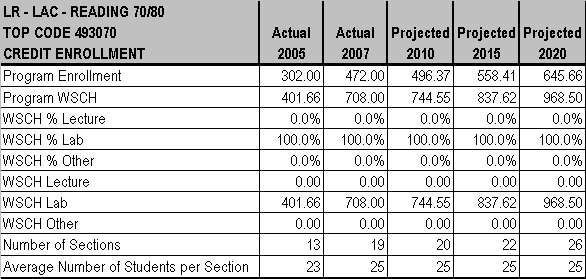 LR - LAC - READING 70/80
TOP CODE 493070 Actual Actual Projected Projected Projected
CREDIT ENROLLMENT 2005 2007 2010 2015 2020
Program Enrollment 302.00 472.00 496.37 558.41 645.66
Program WSCH 401.66 708.00 744.55 837.62 968.50
WSCH % Lecture 0.0% 0.0% 0.0% 0.0% 0.0%
WSCH % Lab 100.0% 100.0% 100.0% 100.0% 100.0%
WSCH % Other 0.0% 0.0% 0.0% 0.0% 0.0%
WSCH Lecture 0.00 0.00 0.00 0.00 0.00
WSCH Lab 401.66 708.00 744.55 837.62 968.50
WSCH Other 0.00 0.00 0.00 0.00 0.00
Number of Sections 13 19 20 22 26
Average Number of Students per Section 23 25 25 25 25